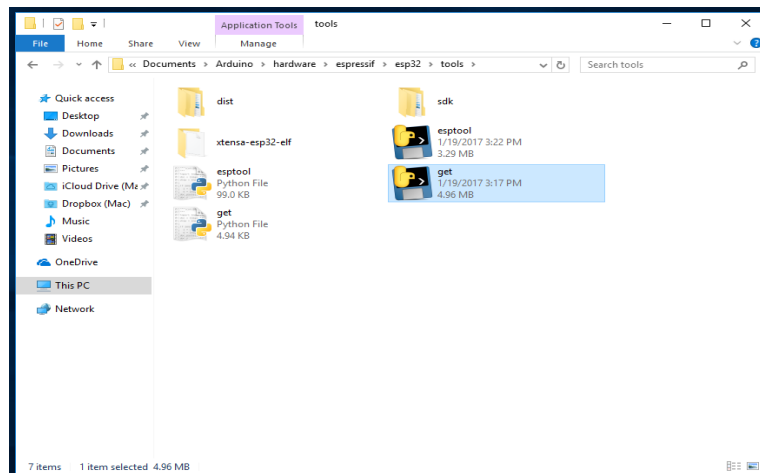 Application Tools
tools
File
Home
Share
View
Manage
« Documents > Arduino > hardware > espressif > esp32 > tools >
Search tools
Quick access
Desktop
Downloads
Documents
Pictures
iCloud Drive (Ma
Dropbox (Mac)
Music
Videos
OneDrive
This PC
Network
dist
sdk
xtensa-esp32-elf
esptool
1/19/2017 3:22 PM
3.29 MB
esptool
Python File
99.0 KB
get
1/19/2017 3:17 PM
4.96 MB
get
Python File
4.94 KB
7 items 1 item selected 4.96 MB